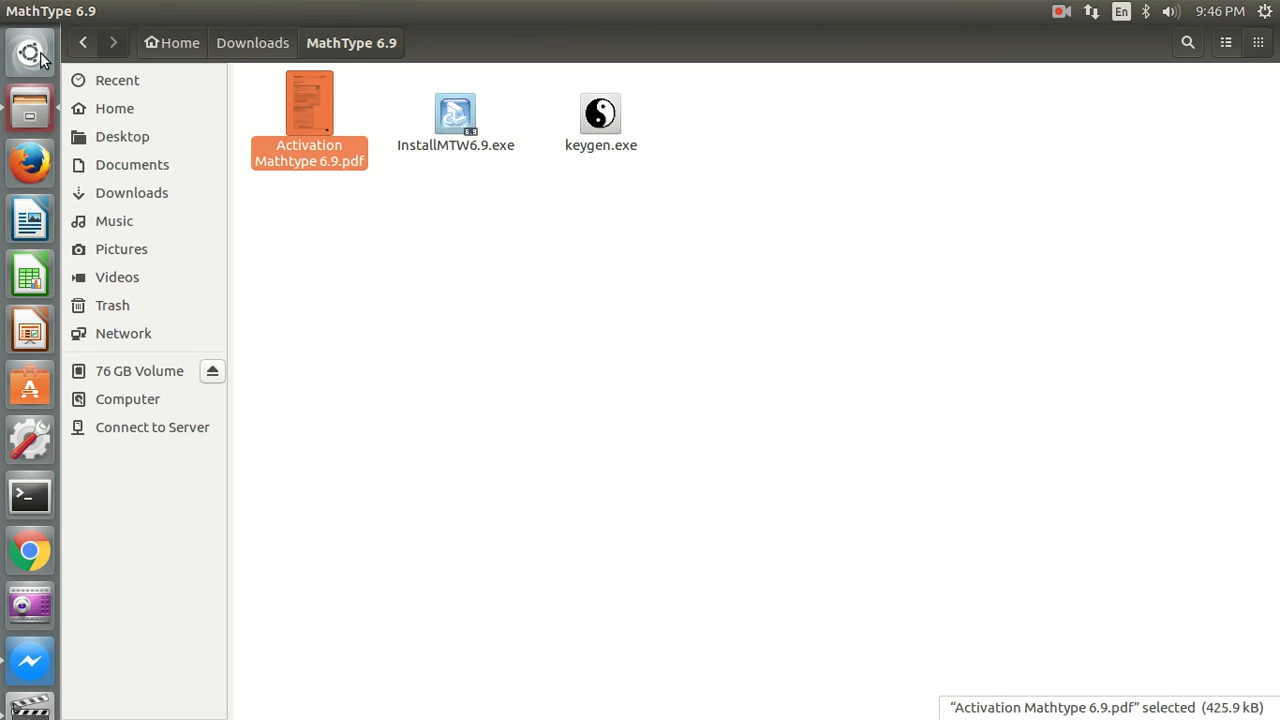 MathType 6.9
En
9:46 PM
Home
Downloads
MathType 6.9
Recent
Home
Desktop
Documents
Downloads
Music
Pictures
Videos
Trash
Network
76 GB Volume
Computer
Connect to Server
Activation
Mathtype 6.9.pdf
6.9
InstallMTW6.9.exe
keygen.exe
“Activation Mathtype 6.9.pdf” selected (425.9 kB)